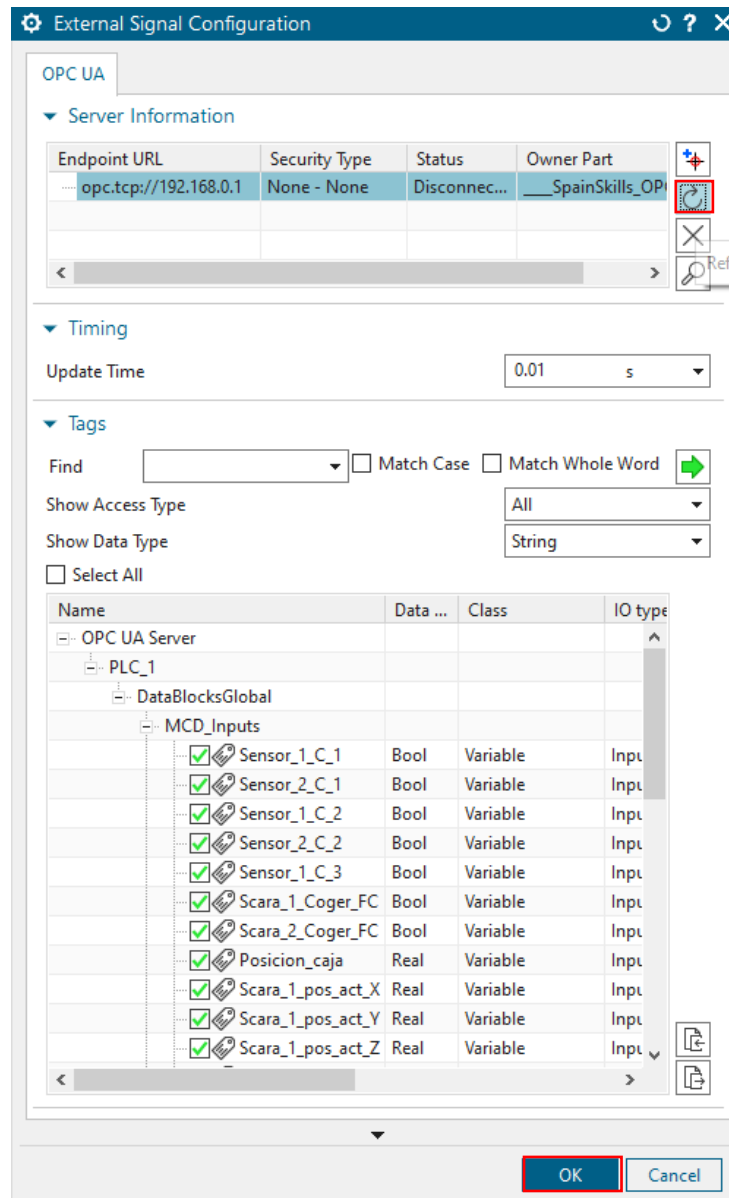 External Signal Configuration ?
OPC UA
Server Information
Endpoint URL Security Type Status Owner Part
opc.tcp://192.168.0.1 None - None Disconnec... ___SpainSkills_OP
Ref
Timing
Update Time 0.01 s
Tags
Find Match Case Match Whole Word
Show Access Type All
Show Data Type String
Select All
Name Data ... Class IO type
OPC UA Server
PLC_1
DataBlocksGlobal
MCD_Inputs
Sensor_1_C_1 Bool Variable Inpu
Sensor_2_C_1 Bool Variable Inpu
Sensor_1_C_2 Bool Variable Inpu
Sensor_2_C_2 Bool Variable Inpu
Sensor_1_C_3 Bool Variable Inpu
Scara_1_Coger_FC Bool Variable Inpu
Scara_2_Coger_FC Bool Variable Inpu
Posicion_caja Real Variable Inpu
Scara_1_pos_act_X Real Variable Inpu
Scara_1_pos_act_Y Real Variable Inpu
Scara_1_pos_act_Z Real Variable Inpu
OK Cancel